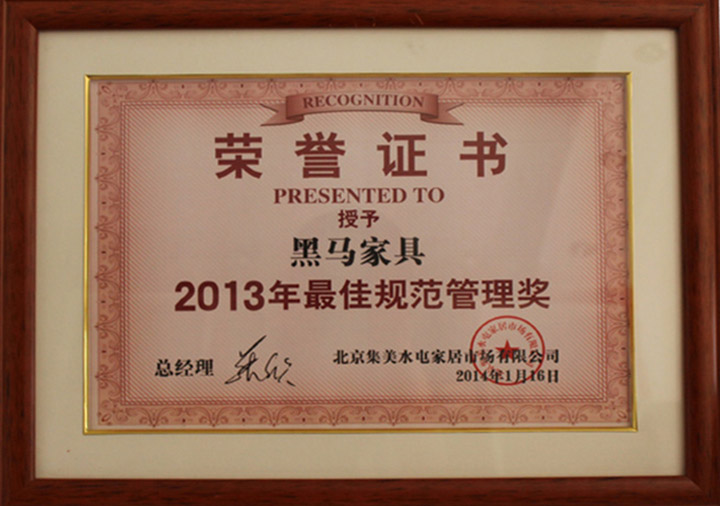 RECOGNITION
荣誉证书
PRESENTED TO
授予
黑马家具
2013年最佳规范管理奖
总经理
北京集美水屯家居市场有限公司
2014年1月16日